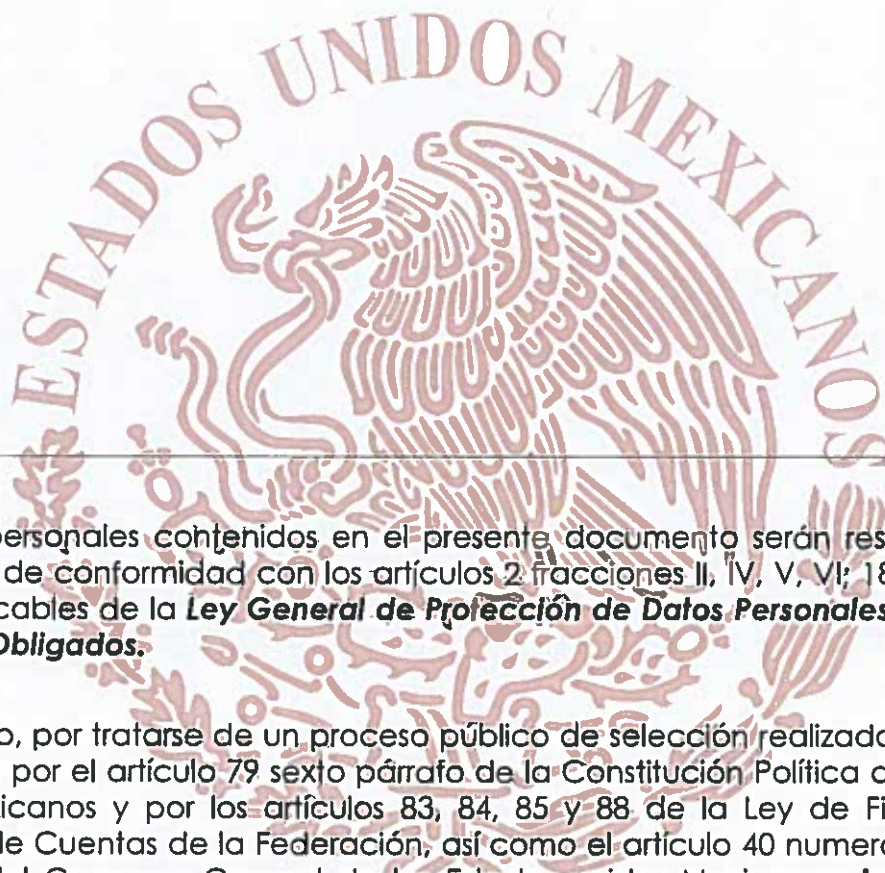 ESTADOS UNIDOS MEXICANOS
personales contenidos en el presente documento serán res
de conformidad con los artículos 2 fracciones II, IV, V, VI; 18
cables de la Ley General de Protección de Datos Personales
Obligados.
o, por tratarse de un proceso público de selección realizado
por el artículo 79 sexto párrafo de la Constitución Política d
icanos y por los artículos 83, 84, 85 y 88 de la Ley de Fi
de Cuentas de la Federación, así como el artículo 40 numer